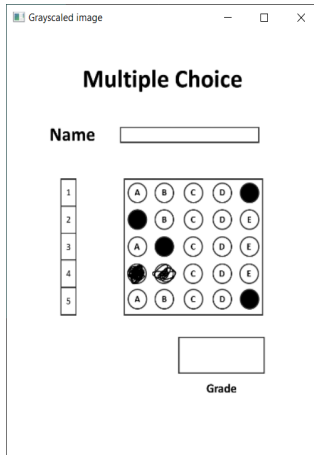 Grayscaled image
Multiple Choice
Name
1 A B C D
2 B C D E
3 A C D E
4 C D E
5 A B C D
Grade